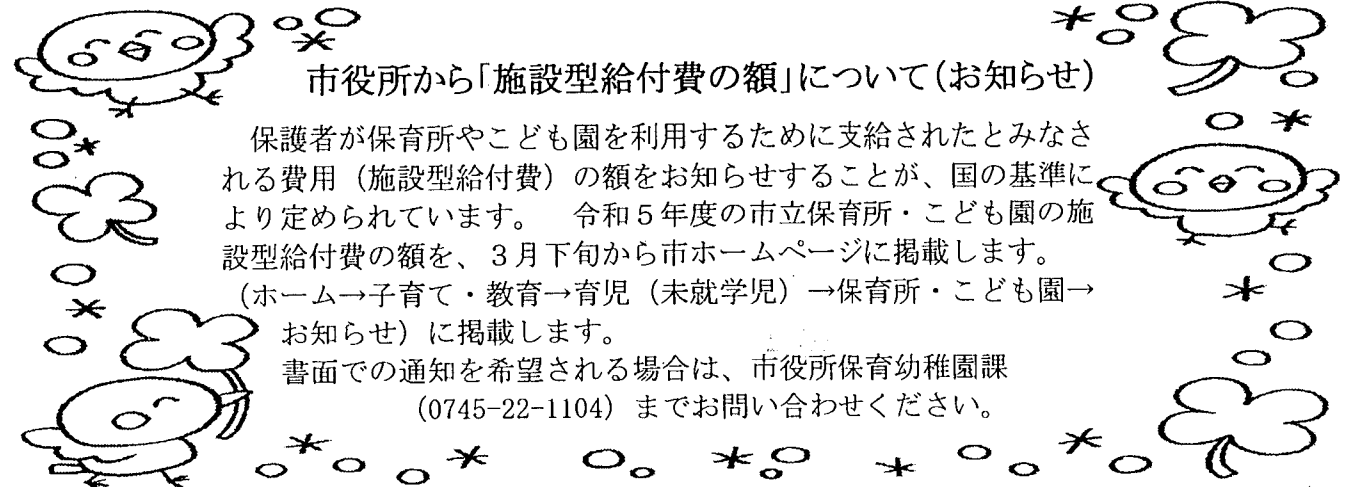 市役所から「施設型給付費の額」について(お知らせ)
保護者が保育所やこども園を利用するために支給されたとみなさ
れる費用（施設型給付費）の額をお知らせすることが、国の基準に
より定められています。　令和５年度の市立保育所・こども園の施
設型給付費の額を、３月下旬から市ホームページに掲載します。
（ホーム→子育て・教育→育児（未就学児）→保育所・こども園→
お知らせ）に掲載します。
書面での通知を希望される場合は、市役所保育幼稚園課
（0745-22-1104）までお問い合わせください。